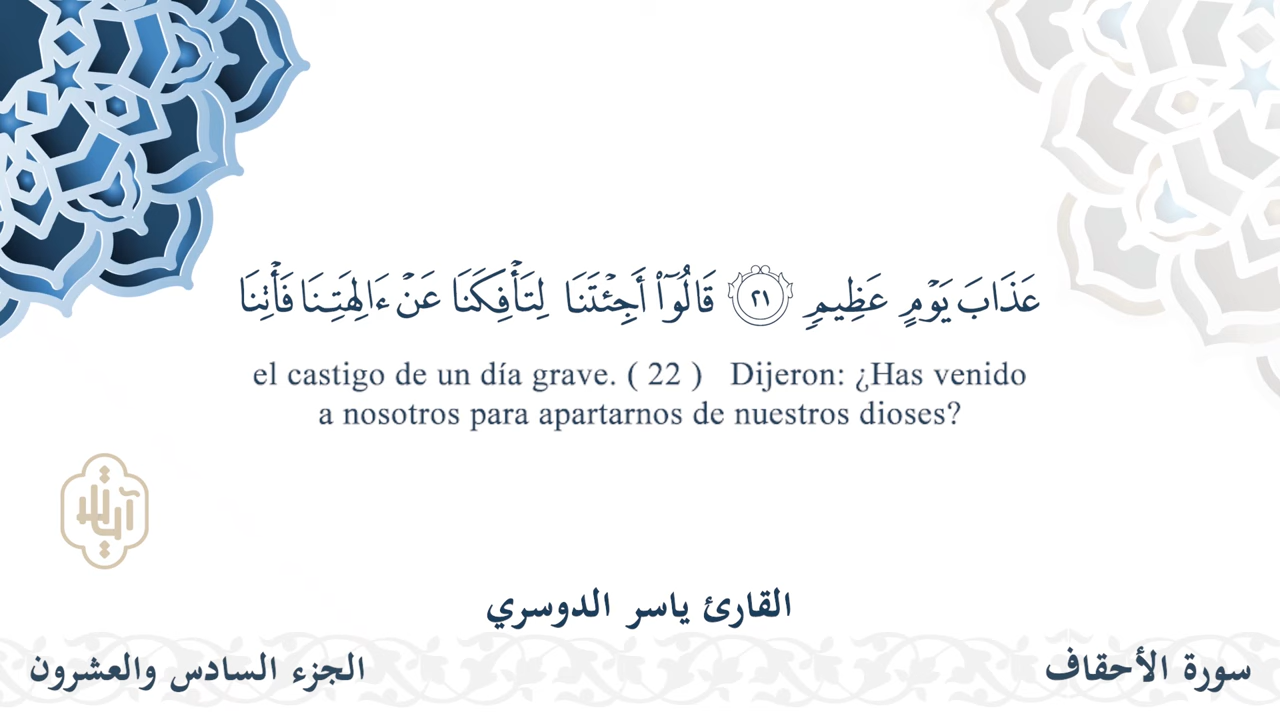 عَذَابَ يَوْمٍ عَظِيمٍ ٢١ قَالُوٓا۟ أَجِئْتَنَا لِتَأْفِكَنَا عَنْ ءَالِهَتِنَا فَأْتِنَا
el castigo de un día grave. ( 22 ) Dijeron: ¿Has venido
a nosotros para apartarnos de nuestros dioses?
القارئ ياسر الدوسري
سورة الأحقاف
الجزء السادس والعشرون